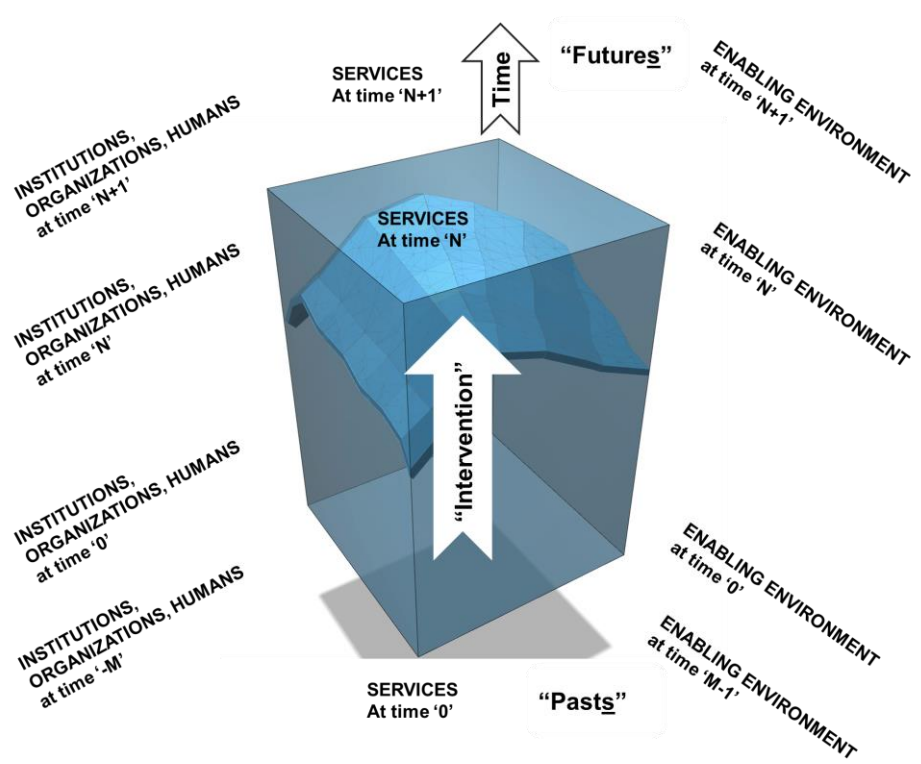 Time
“Futures”
SERVICES
At time ‘N+1’
ENABLING ENVIRONMENT
at time ‘N+1’
INSTITUTIONS,
ORGANIZATIONS, HUMANS
at time ‘N+1’
SERVICES
At time ‘N’
ENABLING ENVIRONMENT
at time ‘N’
INSTITUTIONS,
ORGANIZATIONS, HUMANS
at time ‘N’
“Intervention”
INSTITUTIONS,
ORGANIZATIONS, HUMANS
at time ‘0’
ENABLING ENVIRONMENT
at time ‘0’
INSTITUTIONS,
ORGANIZATIONS, HUMANS
at time ‘-M’
ENABLING ENVIRONMENT
at time ‘M-1’
SERVICES
At time ‘0’
“Pasts”